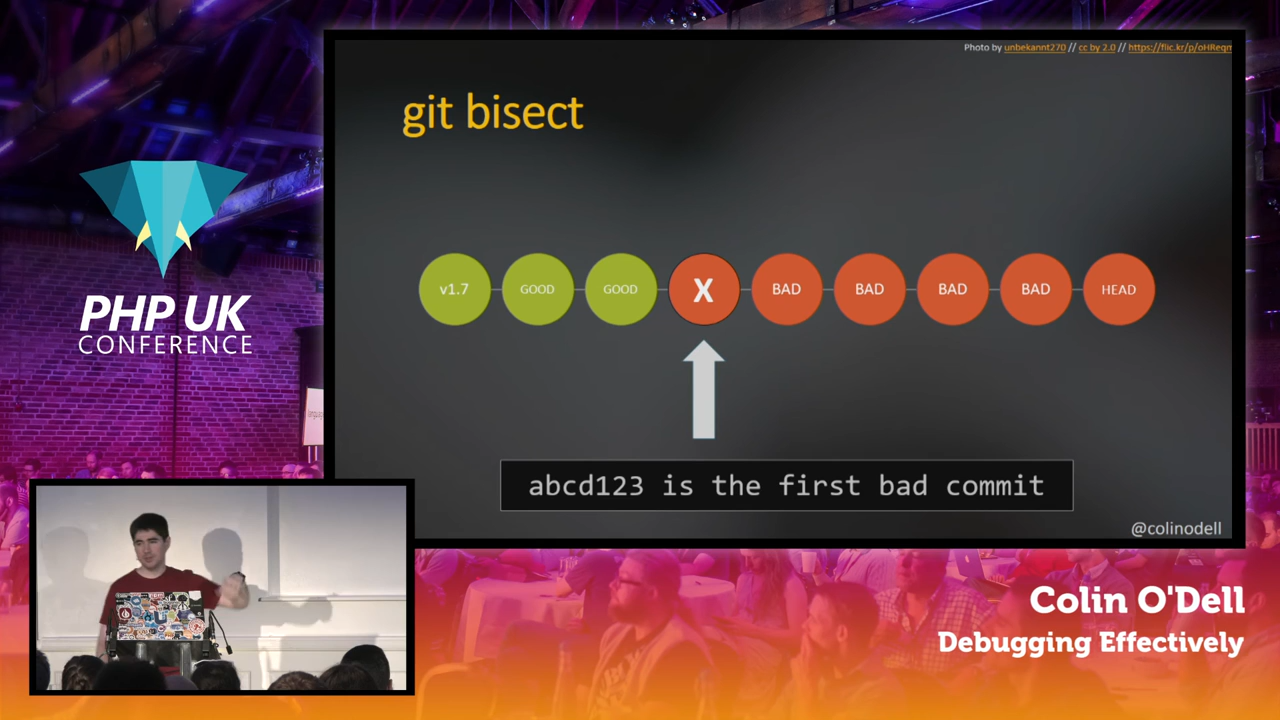 Photo by unbekannt270 // cc by 2.0 // https://flic.kr/p/oHReqm
git bisect
v1.7 GOOD GOOD X BAD BAD BAD BAD HEAD
abcd123 is the first bad commit
@colinodell
PHP UK
CONFERENCE
Colin O'Dell
Debugging Effectively